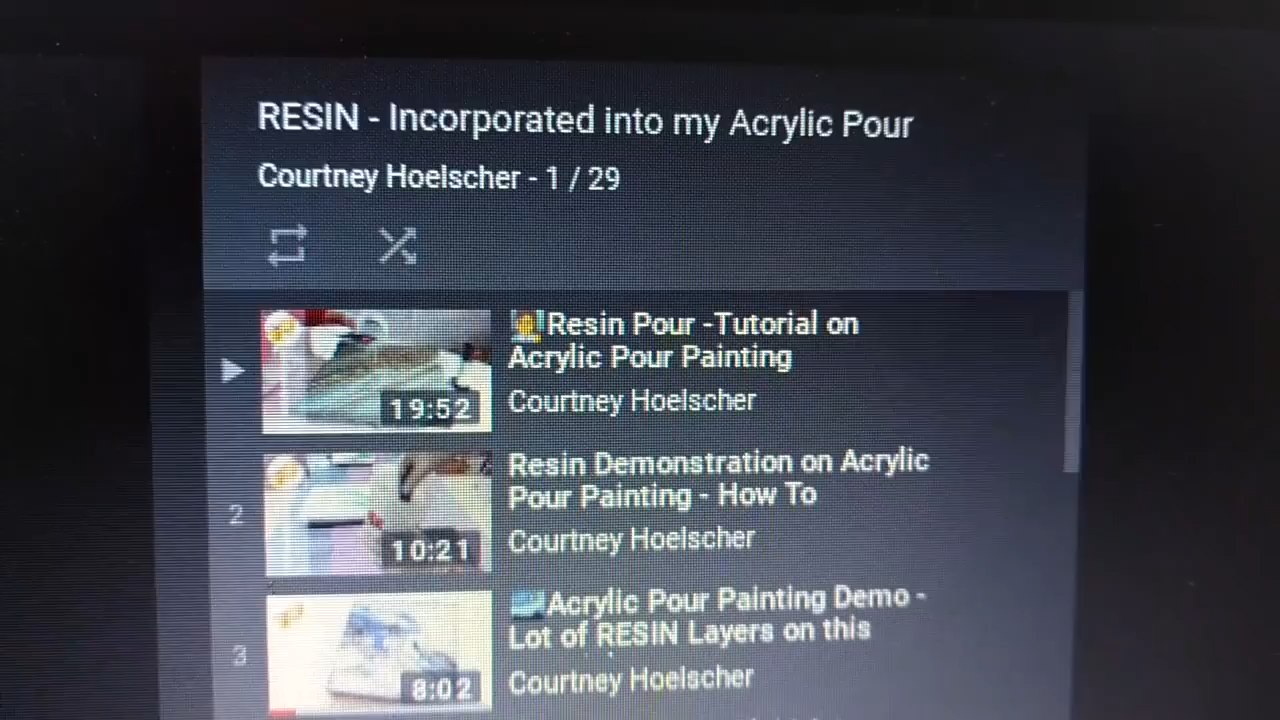 RESIN - Incorporated into my Acrylic Pour
Courtney Hoelscher - 1 / 29
19:52
Resin Pour -Tutorial on
Acrylic Pour Painting
Courtney Hoelscher
2
10:21
Resin Demonstration on Acrylic
Pour Painting - How To
Courtney Hoelscher
3
8:02
Acrylic Pour Painting Demo -
Lot of RESIN Layers on this
Courtney Hoelscher